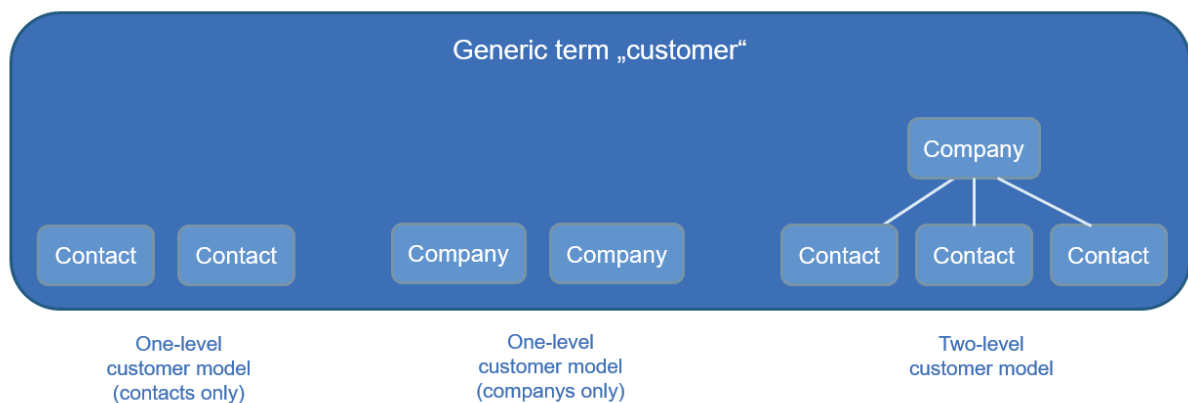 Generic term „customer“
Company
Contact Contact
Company Company
Contact Contact Contact
One-level
customer model
(contacts only)
One-level
customer model
(companys only)
Two-level
customer model